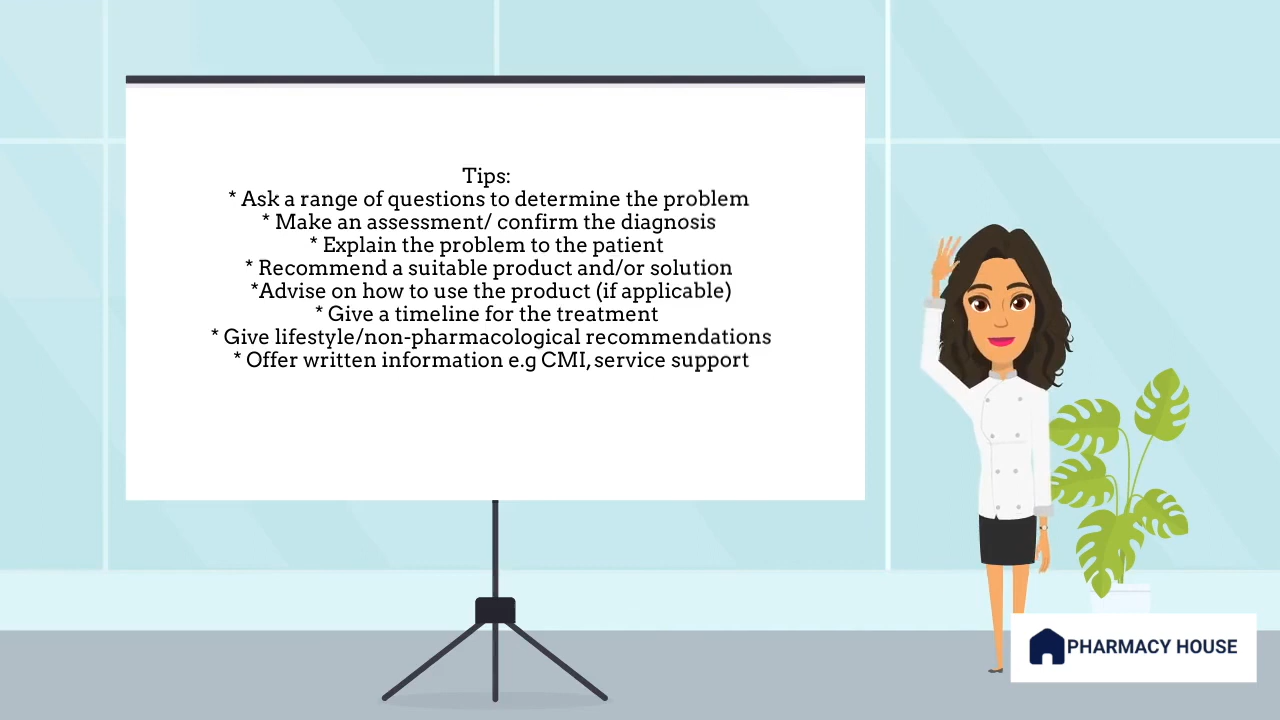 Tips:
* Ask a range of questions to determine the problem
* Make an assessment/ confirm the diagnosis
* Explain the problem to the patient
* Recommend a suitable product and/or solution
*Advise on how to use the product (if applicable)
* Give a timeline for the treatment
* Give lifestyle/non-pharmacological recommendations
* Offer written information e.g CMI, service support
PHARMACY HOUSE